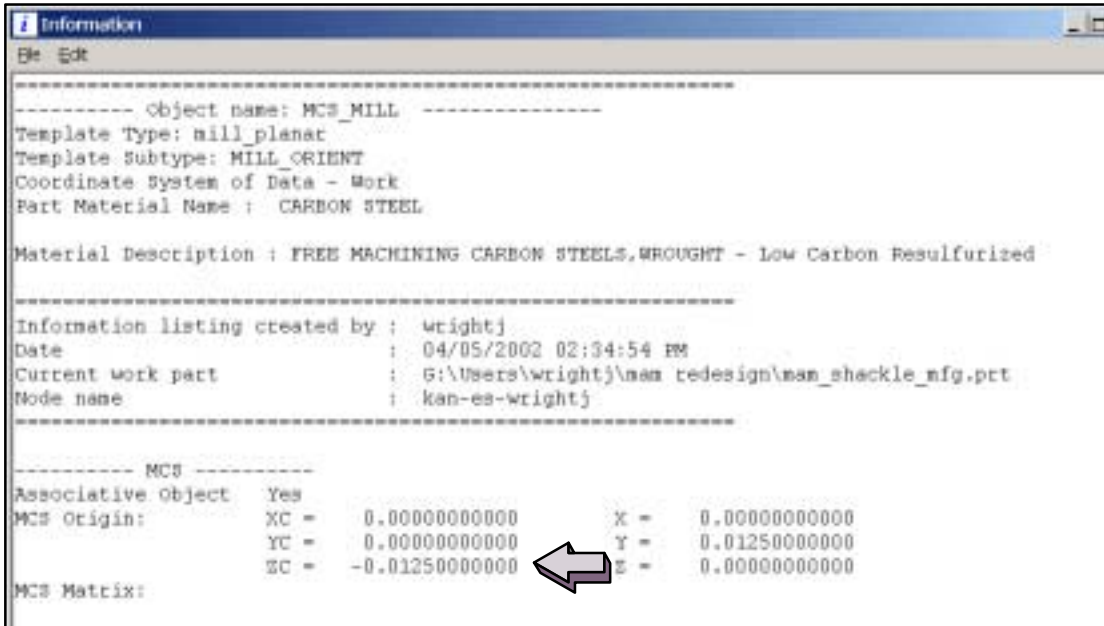 Information
File Edit
============================================================
---------- Object name: MCS_MILL ---------------
Template Type: mill_planar
Template Subtype: MILL_ORIENT
Coordinate System of Data - Work
Part Material Name : CARBON STEEL
Material Description : FREE MACHINING CARBON STEELS,WROUGHT - Low Carbon Resulfurized
============================================================
Information listing created by : wrightj
Date : 04/05/2002 02:34:54 PM
Current work part : G:\Users\wrightj\mam redesign\mam_shackle_mfg.prt
Node name : kan-es-wrightj
============================================================
---------- MCS ----------
Associative Object Yes
MCS Origin: XC = 0.00000000000 X = 0.00000000000
YC = 0.00000000000 Y = 0.01250000000
ZC = -0.01250000000 Z = 0.00000000000
MCS Matrix: